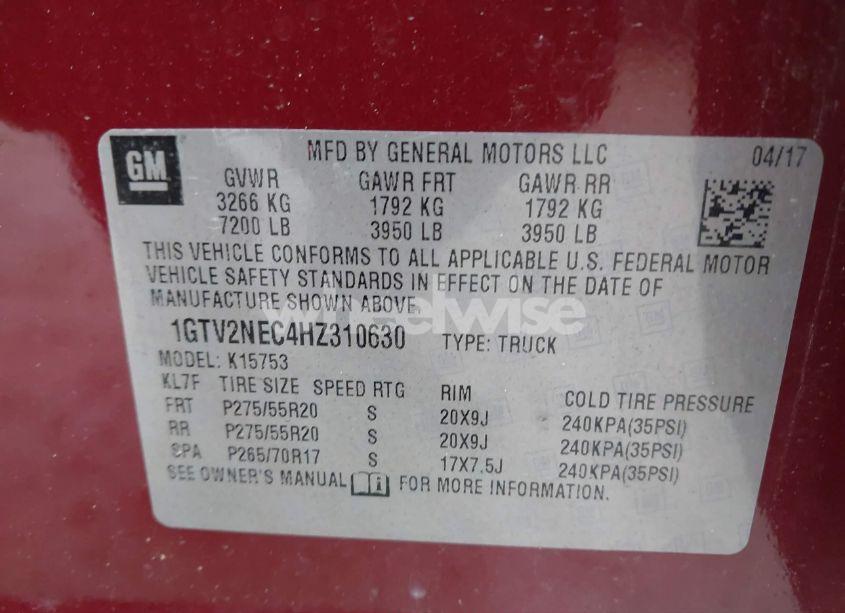 GM
MFD BY GENERAL MOTORS LLC 04/17
GVWR GAWR FRT GAWR RR
3266 KG 1792 KG 1792 KG
7200 LB 3950 LB 3950 LB
THIS VEHICLE CONFORMS TO ALL APPLICABLE U.S. FEDERAL MOTOR
VEHICLE SAFETY STANDARDS IN EFFECT ON THE DATE OF
MANUFACTURE SHOWN ABOVE.
wheelwise
1GTV2NEC4HZ310630 TYPE: TRUCK
MODEL: K15753
KL7F TIRE SIZE SPEED RTG RIM COLD TIRE PRESSURE
FRT P275/55R20 S 20X9J 240KPA(35PSI)
RR P275/55R20 S 20X9J 240KPA(35PSI)
SPA P265/70R17 S 17X7.5J 240KPA(35PSI)
SEE OWNER'S MANUAL FOR MORE INFORMATION.